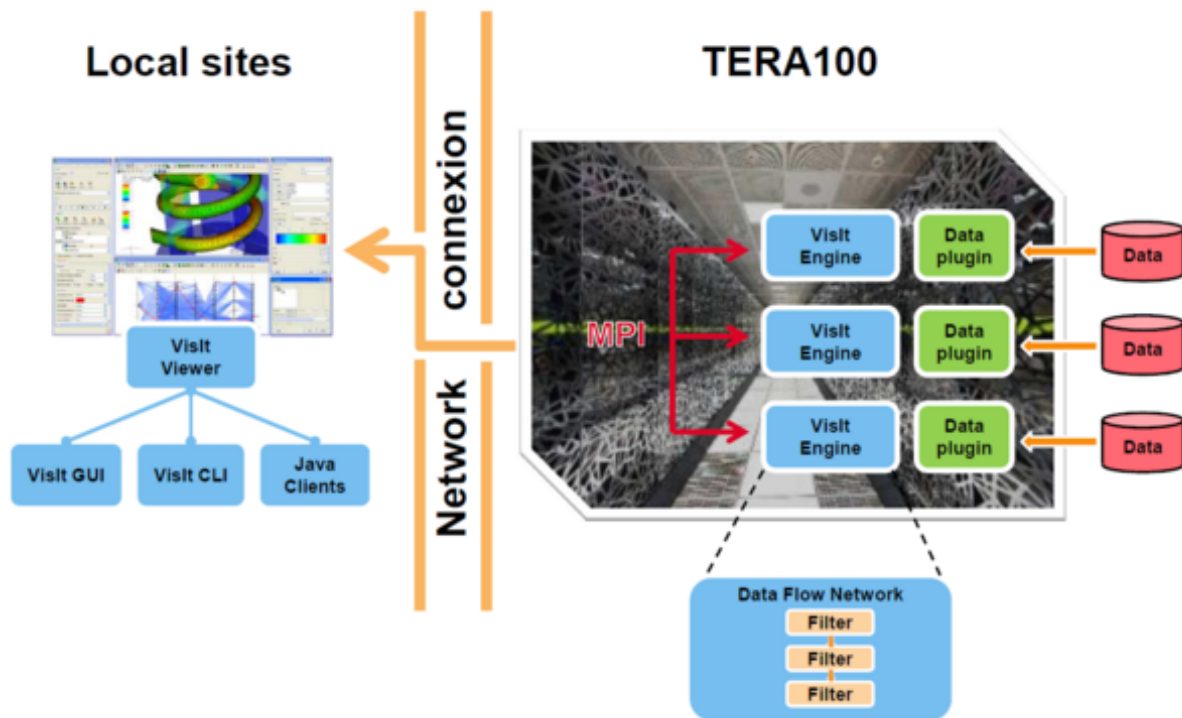 Local sites
TERA100
Network connexion
MPI
VisIt
Engine
Data
plugin
Data
VisIt
Engine
Data
plugin
Data
VisIt
Engine
Data
plugin
Data
VisIt
Viewer
VisIt GUI
VisIt CLI
Java
Clients
Data Flow Network
Filter
Filter
Filter